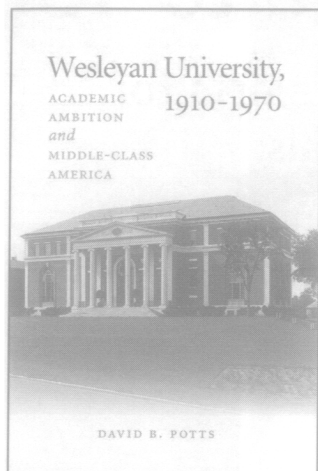 Wesleyan University,
1910–1970
ACADEMIC
AMBITION
and
MIDDLE-CLASS
AMERICA
DAVID B. POTTS